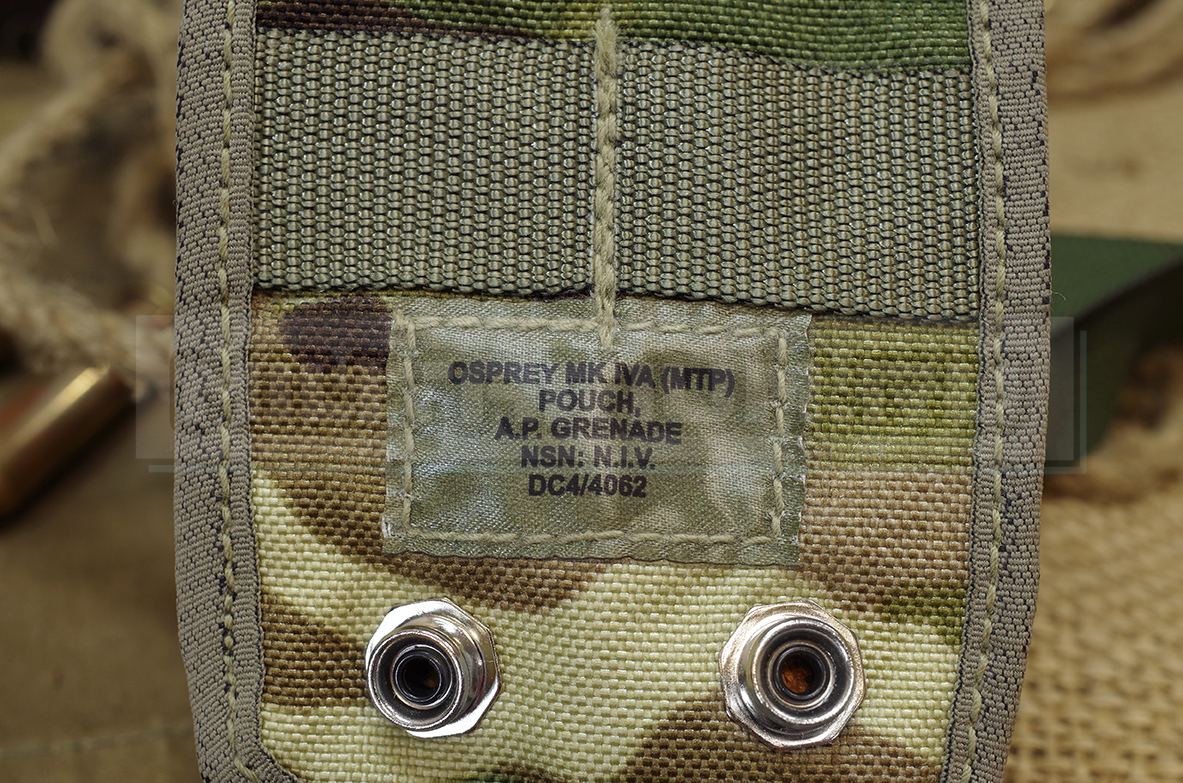 OSPREY MK IVA (MTP)
POUCH,
A.P. GRENADE
NSN: N.I.V.
DC4/4062